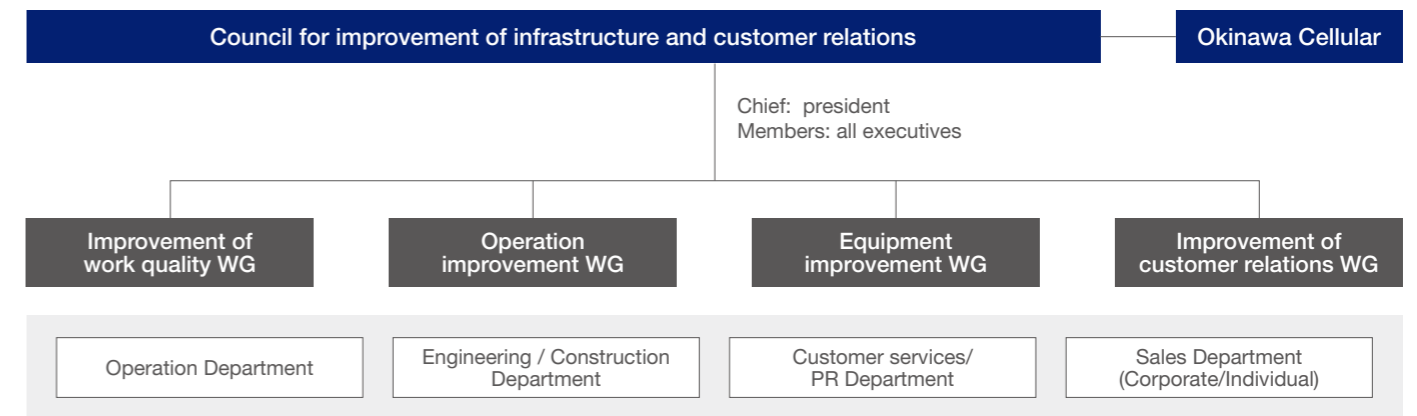 Council for improvement of infrastructure and customer relations
Okinawa Cellular
Chief: president
Members: all executives
Improvement of
work quality WG
Operation
improvement WG
Equipment
improvement WG
Improvement of
customer relations WG
Operation Department
Engineering / Construction
Department
Customer services/
PR Department
Sales Department
(Corporate/Individual)